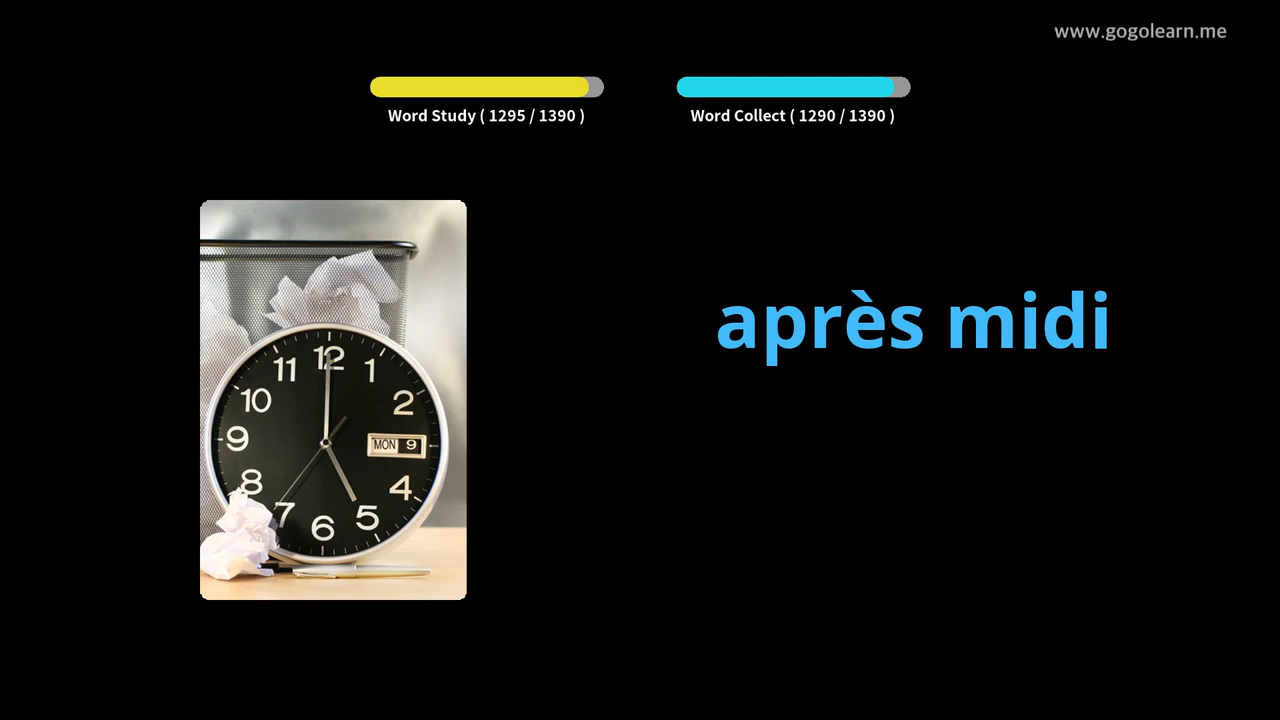 www.gogolearn.me
Word Study ( 1295 / 1390 )
Word Collect ( 1290 / 1390 )
après midi
12
11
1
10
2
9
MON 9
8
4
7
5
6